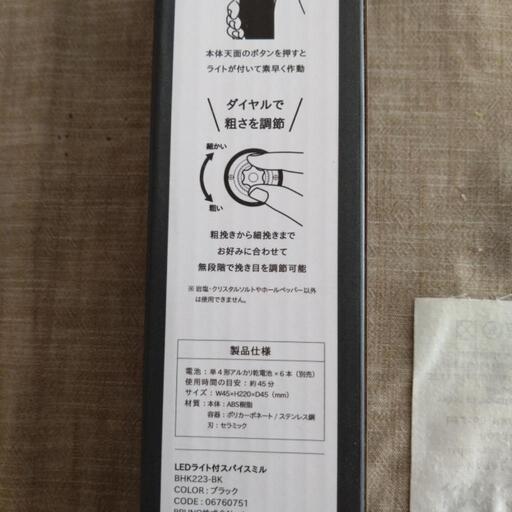 本体天面のボタンを押すと
ライトが付いて素早く作動
ダイヤルで
粗さを調節
細かい
粗い
粗挽きから細挽きまで
お好みに合わせて
無段階で挽き目を調節可能
※ 岩塩・クリスタルソルトやホールペッパー以外
は使用できません。
製品仕様
電池：単4形アルカリ乾電池×6本（別売）
使用時間の目安：約45分
サイズ：W45×H220×D45（mm）
材質：本体：ABS樹脂
容器：ポリカーボネート / ステンレス鋼
刃：セラミック
LEDライト付スパイスミル
BHK223-BK
COLOR：ブラック
CODE：06760751